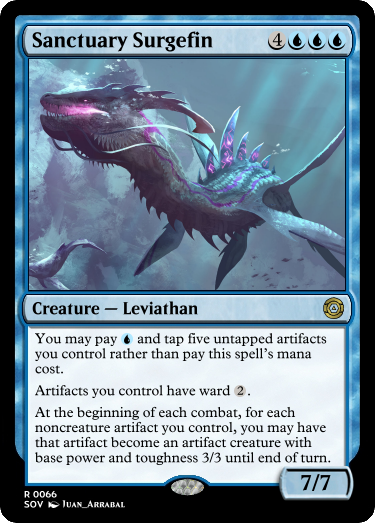 Sanctuary Surgefin 4
Creature — Leviathan
You may pay and tap five untapped artifacts
you control rather than pay this spell's mana
cost.
Artifacts you control have ward 2.
At the beginning of each combat, for each
noncreature artifact you control, you may have
that artifact become an artifact creature with
base power and toughness 3/3 until end of turn.
7/7
R 0066
SOV Juan_Arrabal